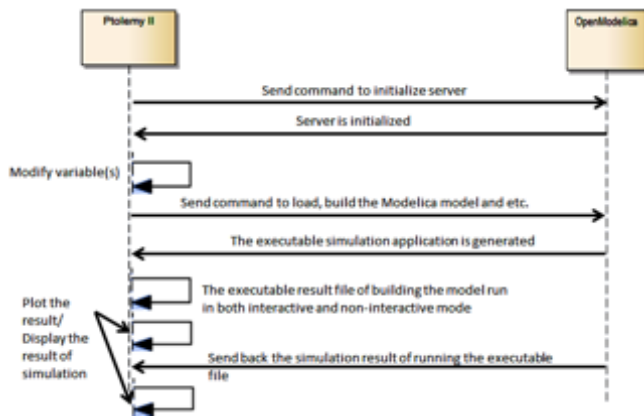 Ptolemy II
OpenModelica
Send command to initialize server
Server is initialized
Modify variable(s)
Send command to load, build the Modelica model and etc.
The executable simulation application is generated
The executable result file of building the model run
in both interactive and non-interactive mode
Plot the
result/
Display the
result of
simulation
Send back the simulation result of running the executable
file